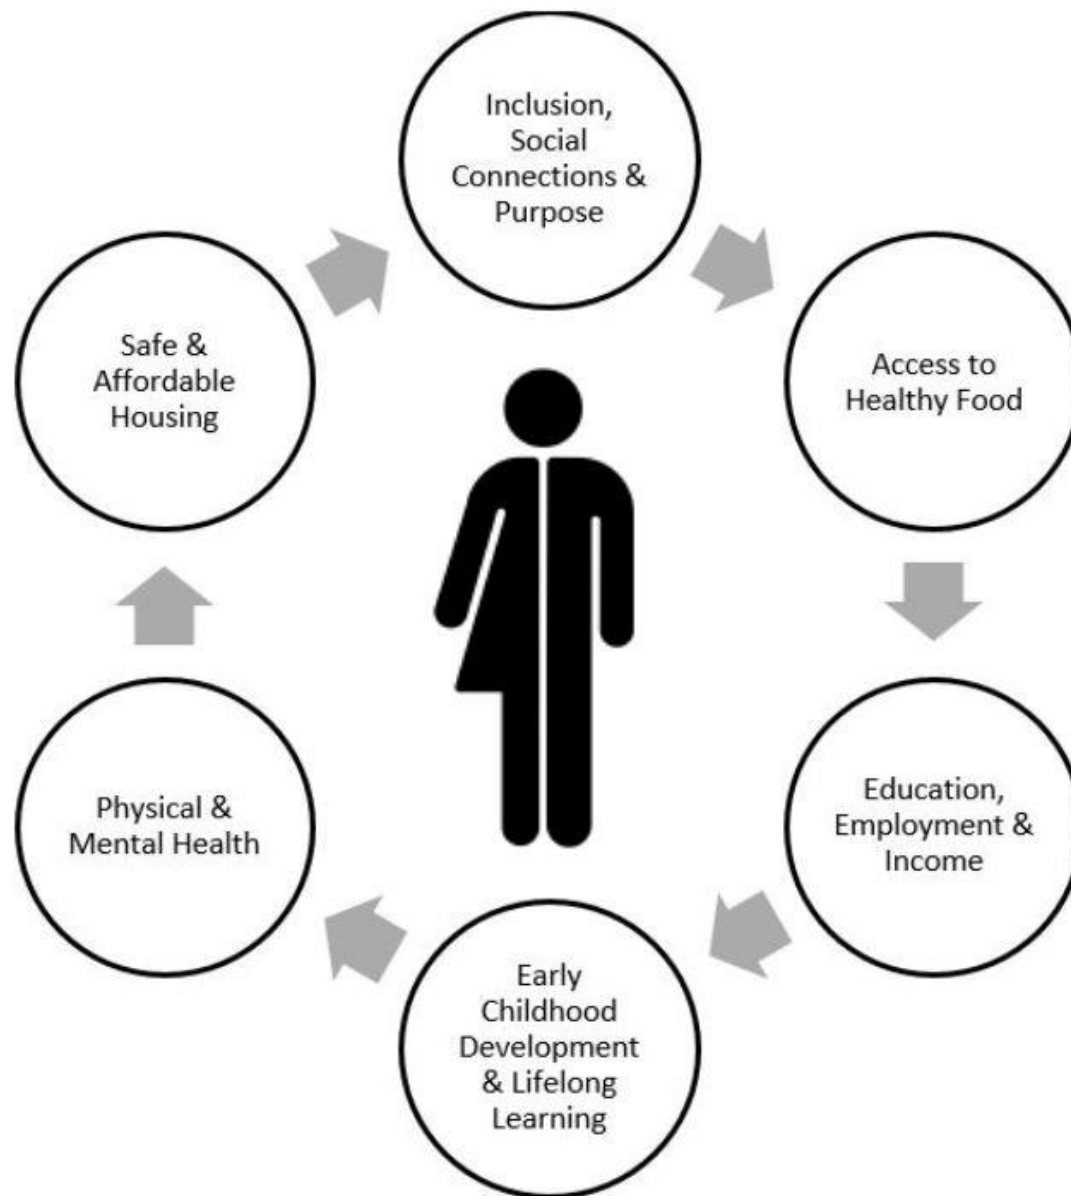 Inclusion,
Social
Connections &
Purpose
Access to
Healthy Food
Education,
Employment &
Income
Early
Childhood
Development
& Lifelong
Learning
Physical &
Mental Health
Safe &
Affordable
Housing